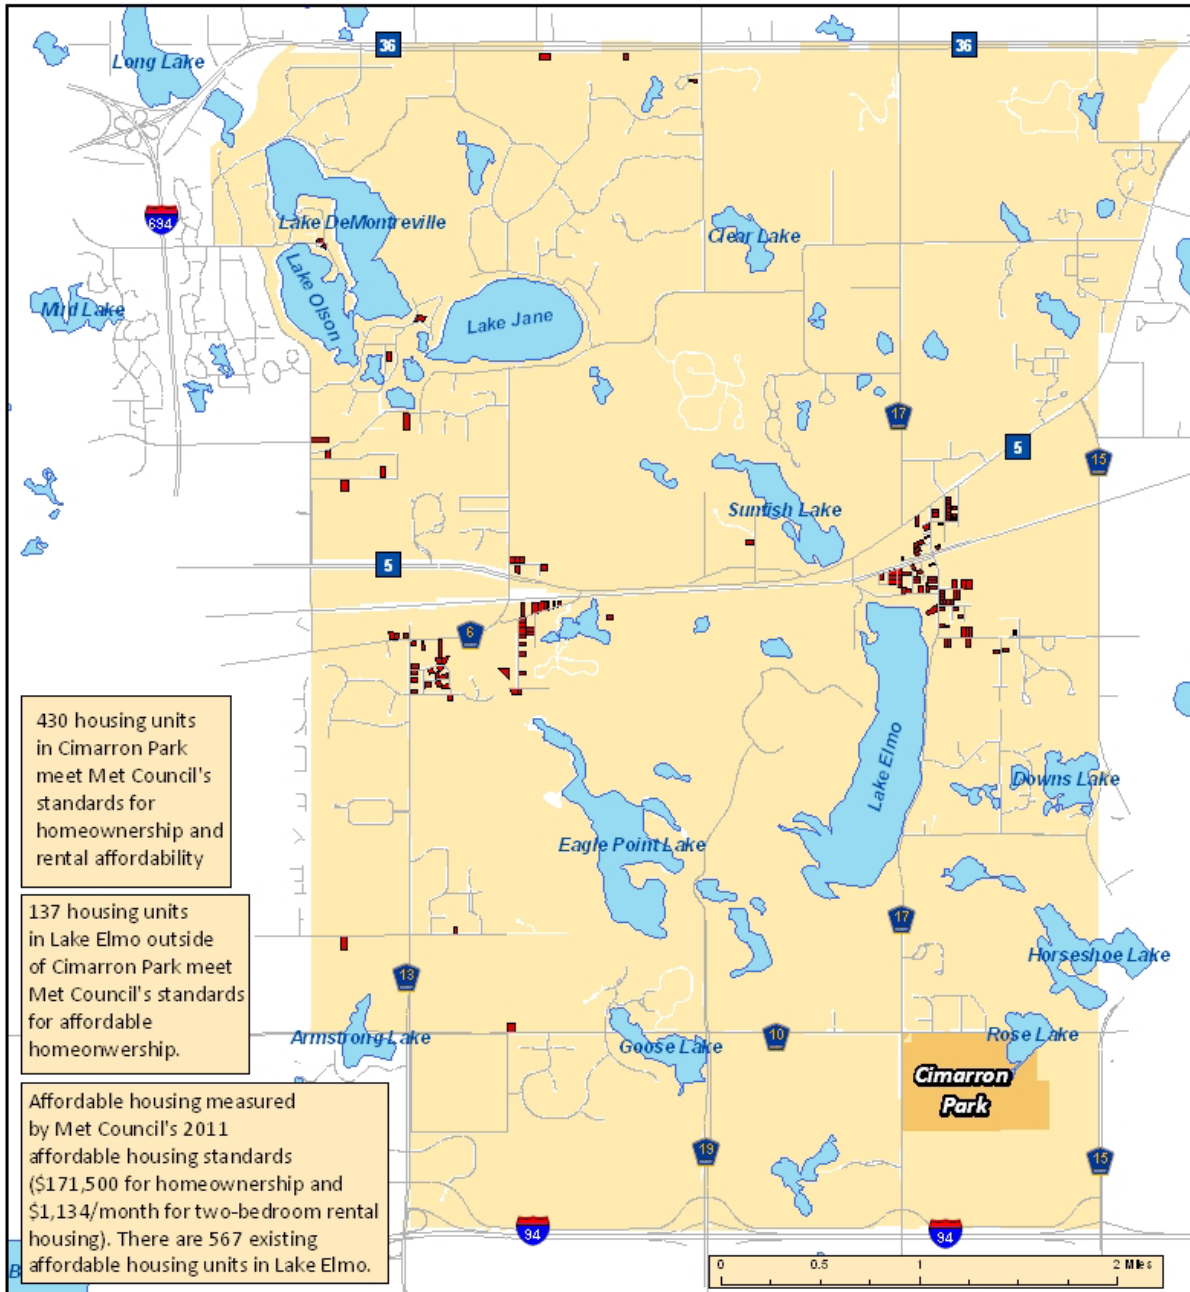 36
36
Long Lake
694
Lake DeMontreville
Clear Lake
Lake Olson
Mud Lake
Lake Jane
17
5
15
Sunfish Lake
5
6
430 housing units
in Cimarron Park
meet Met Council's
standards for
homeownership and
rental affordability
Lake Elmo
Downs Lake
Eagle Point Lake
137 housing units
in Lake Elmo outside
of Cimarron Park meet
Met Council's standards
for affordable
homeonwership.
17
Horseshoe Lake
13
Armstrong Lake
Goose Lake
10
Rose Lake
Cimarron
Park
Affordable housing measured
by Met Council's 2011
affordable housing standards
($171,500 for homeownership and
$1,134/month for two-bedroom rental
housing). There are 567 existing
affordable housing units in Lake Elmo.
19
15
94
94
0 0.5 1 2 Miles